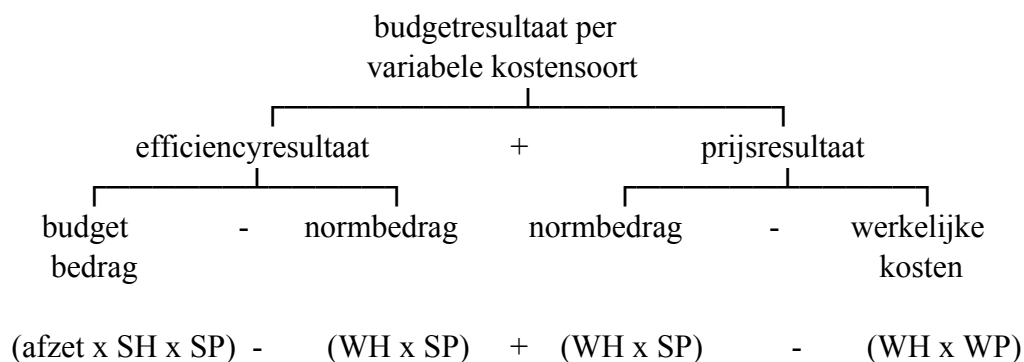 budgetresultaat per
variabele kostensoort
efficiencyresultaat + prijsresultaat
budget - normbedrag normbedrag - werkelijke
bedrag kosten
(afzet x SH x SP) - (WH x SP) + (WH x SP) - (WH x WP)